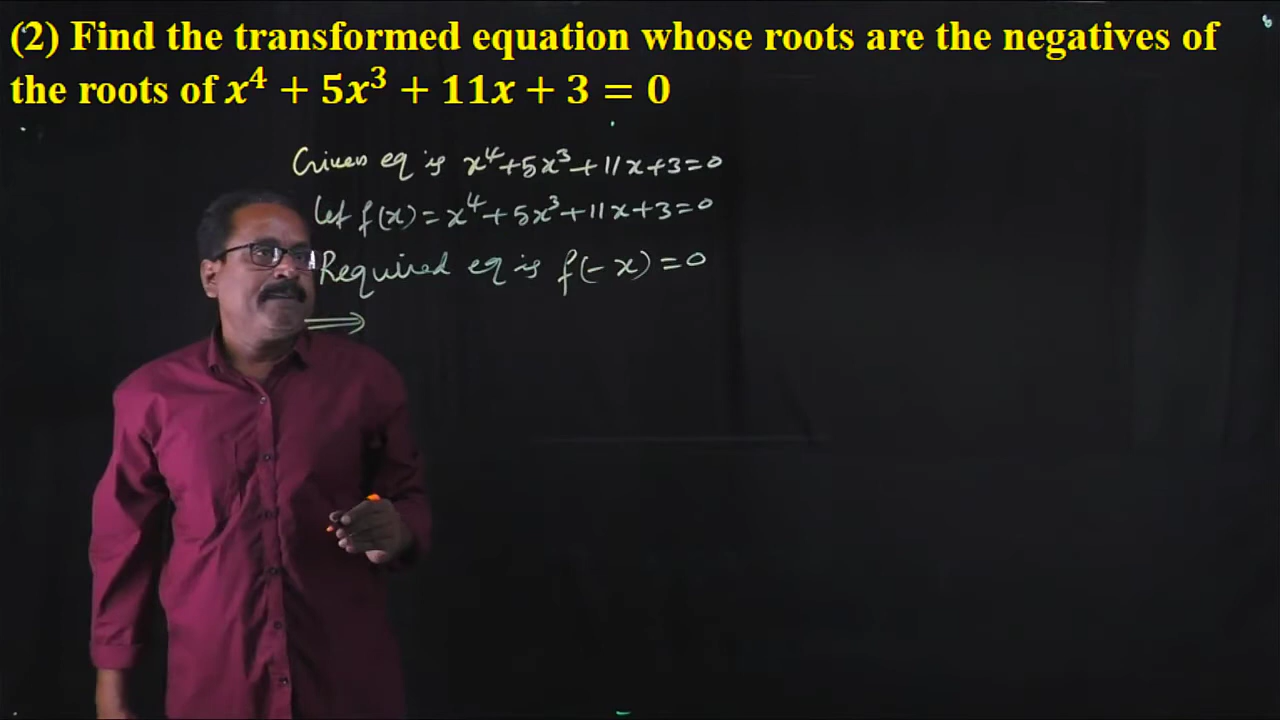 (2) Find the transformed equation whose roots are the negatives of
the roots of x⁴ + 5x³ + 11x + 3 = 0
Given eq is x⁴+5x³+11x+3=0
Let f(x) = x⁴+5x³+11x+3=0
Required eq is f(-x)=0
⟹